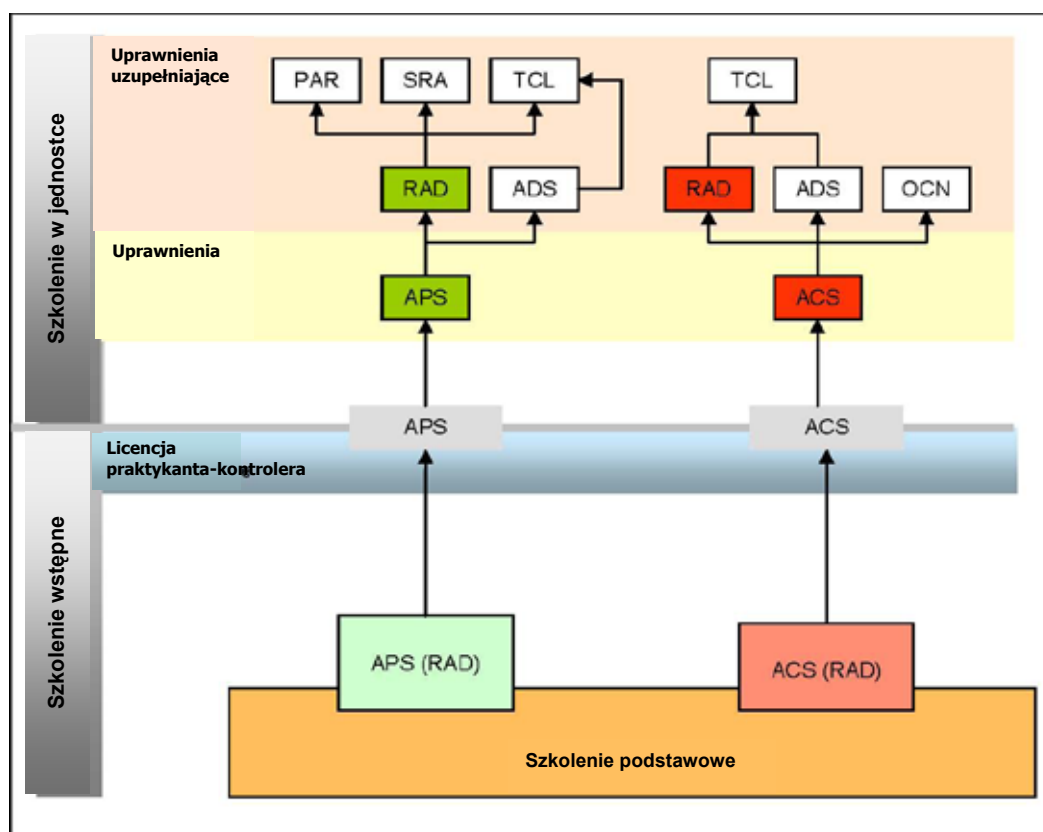 Szkolenie w jednostce
Uprawnienia
uzupełniające
PAR
SRA
TCL
TCL
RAD
ADS
RAD
ADS
OCN
Uprawnienia
APS
ACS
APS
ACS
Licencja
praktykanta-kontrolera
Szkolenie wstępne
APS (RAD)
ACS (RAD)
Szkolenie podstawowe